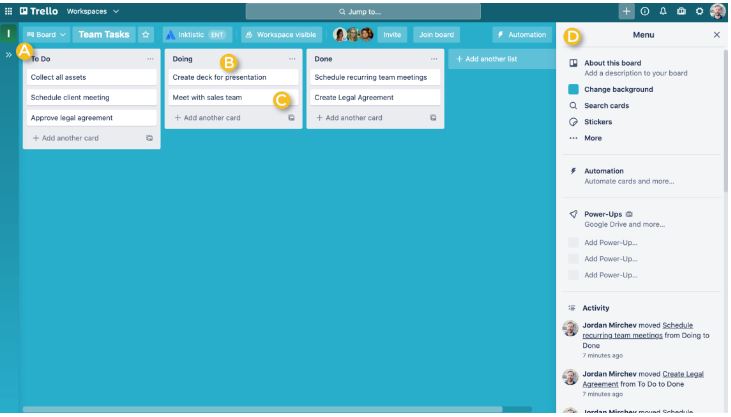 Trello Workspaces
Jump to...
I
Board Team Tasks Inktistic ENT Workspace visible Invite Join board Automation
A
To Do
Collect all assets
Schedule client meeting
Approve legal agreement
+ Add another card
Doing
B
Create deck for presentation
Meet with sales team
C
+ Add another card
Done
Schedule recurring team meetings
Create Legal Agreement
+ Add another card
+ Add another list
D
Menu
About this board
Add a description to your board
Change background
Search cards
Stickers
More
Automation
Automate cards and more...
Power-Ups
Google Drive and more...
Add Power-Up...
Add Power-Up...
Add Power-Up...
Activity
Jordan Mirchev moved Schedule
recurring team meetings from Doing to
Done
7 minutes ago
Jordan Mirchev moved Create Legal
Agreement from To Do to Done
7 minutes ago
Jordan Mirchev moved Schedule